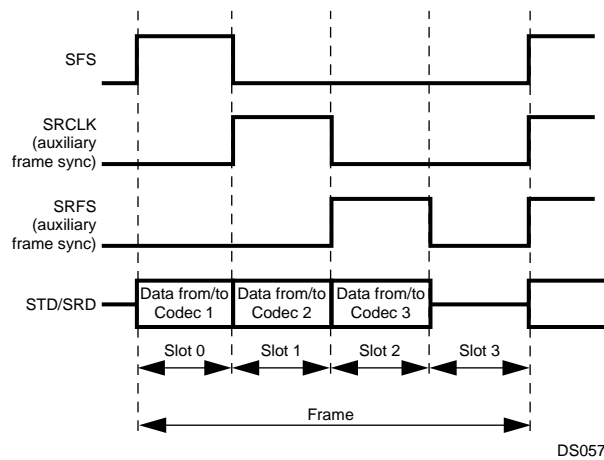 SFS
SRCLK
(auxiliary
frame sync)
SRFS
(auxiliary
frame sync)
STD/SRD
Data from/to
Codec 1
Data from/to
Codec 2
Data from/to
Codec 3
Slot 0
Slot 1
Slot 2
Slot 3
Frame
DS057